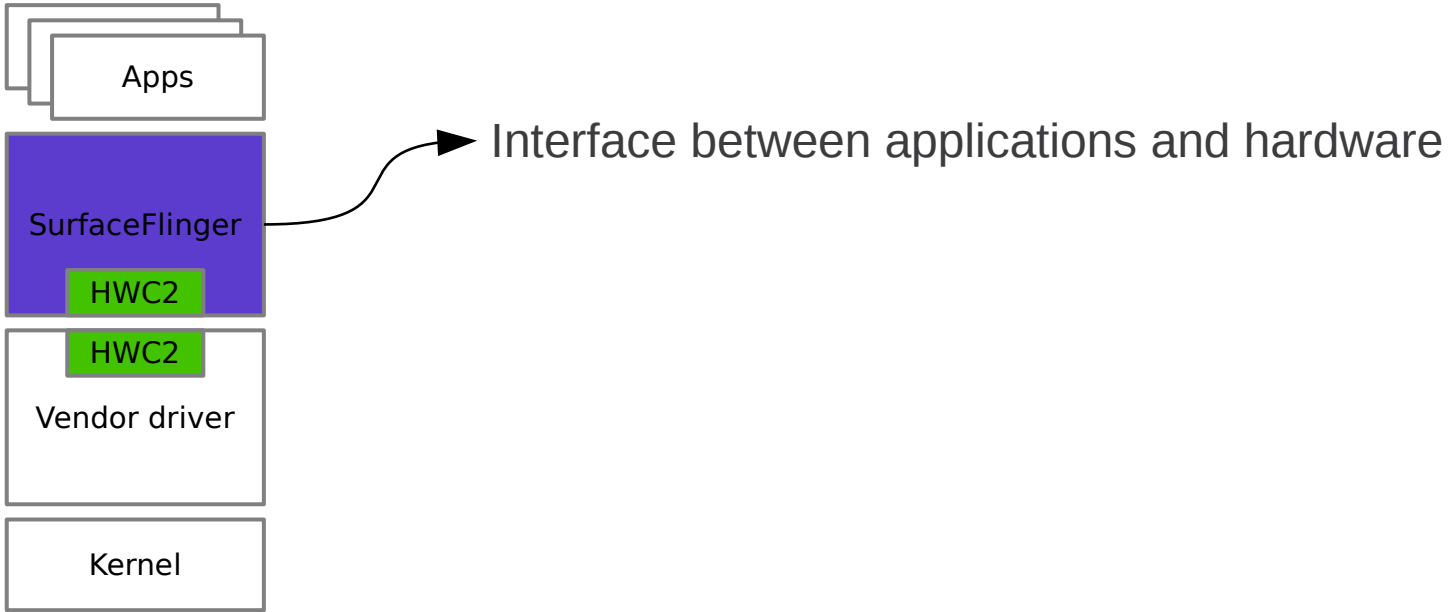 Apps
Interface between applications and hardware
SurfaceFlinger
HWC2
HWC2
Vendor driver
Kernel